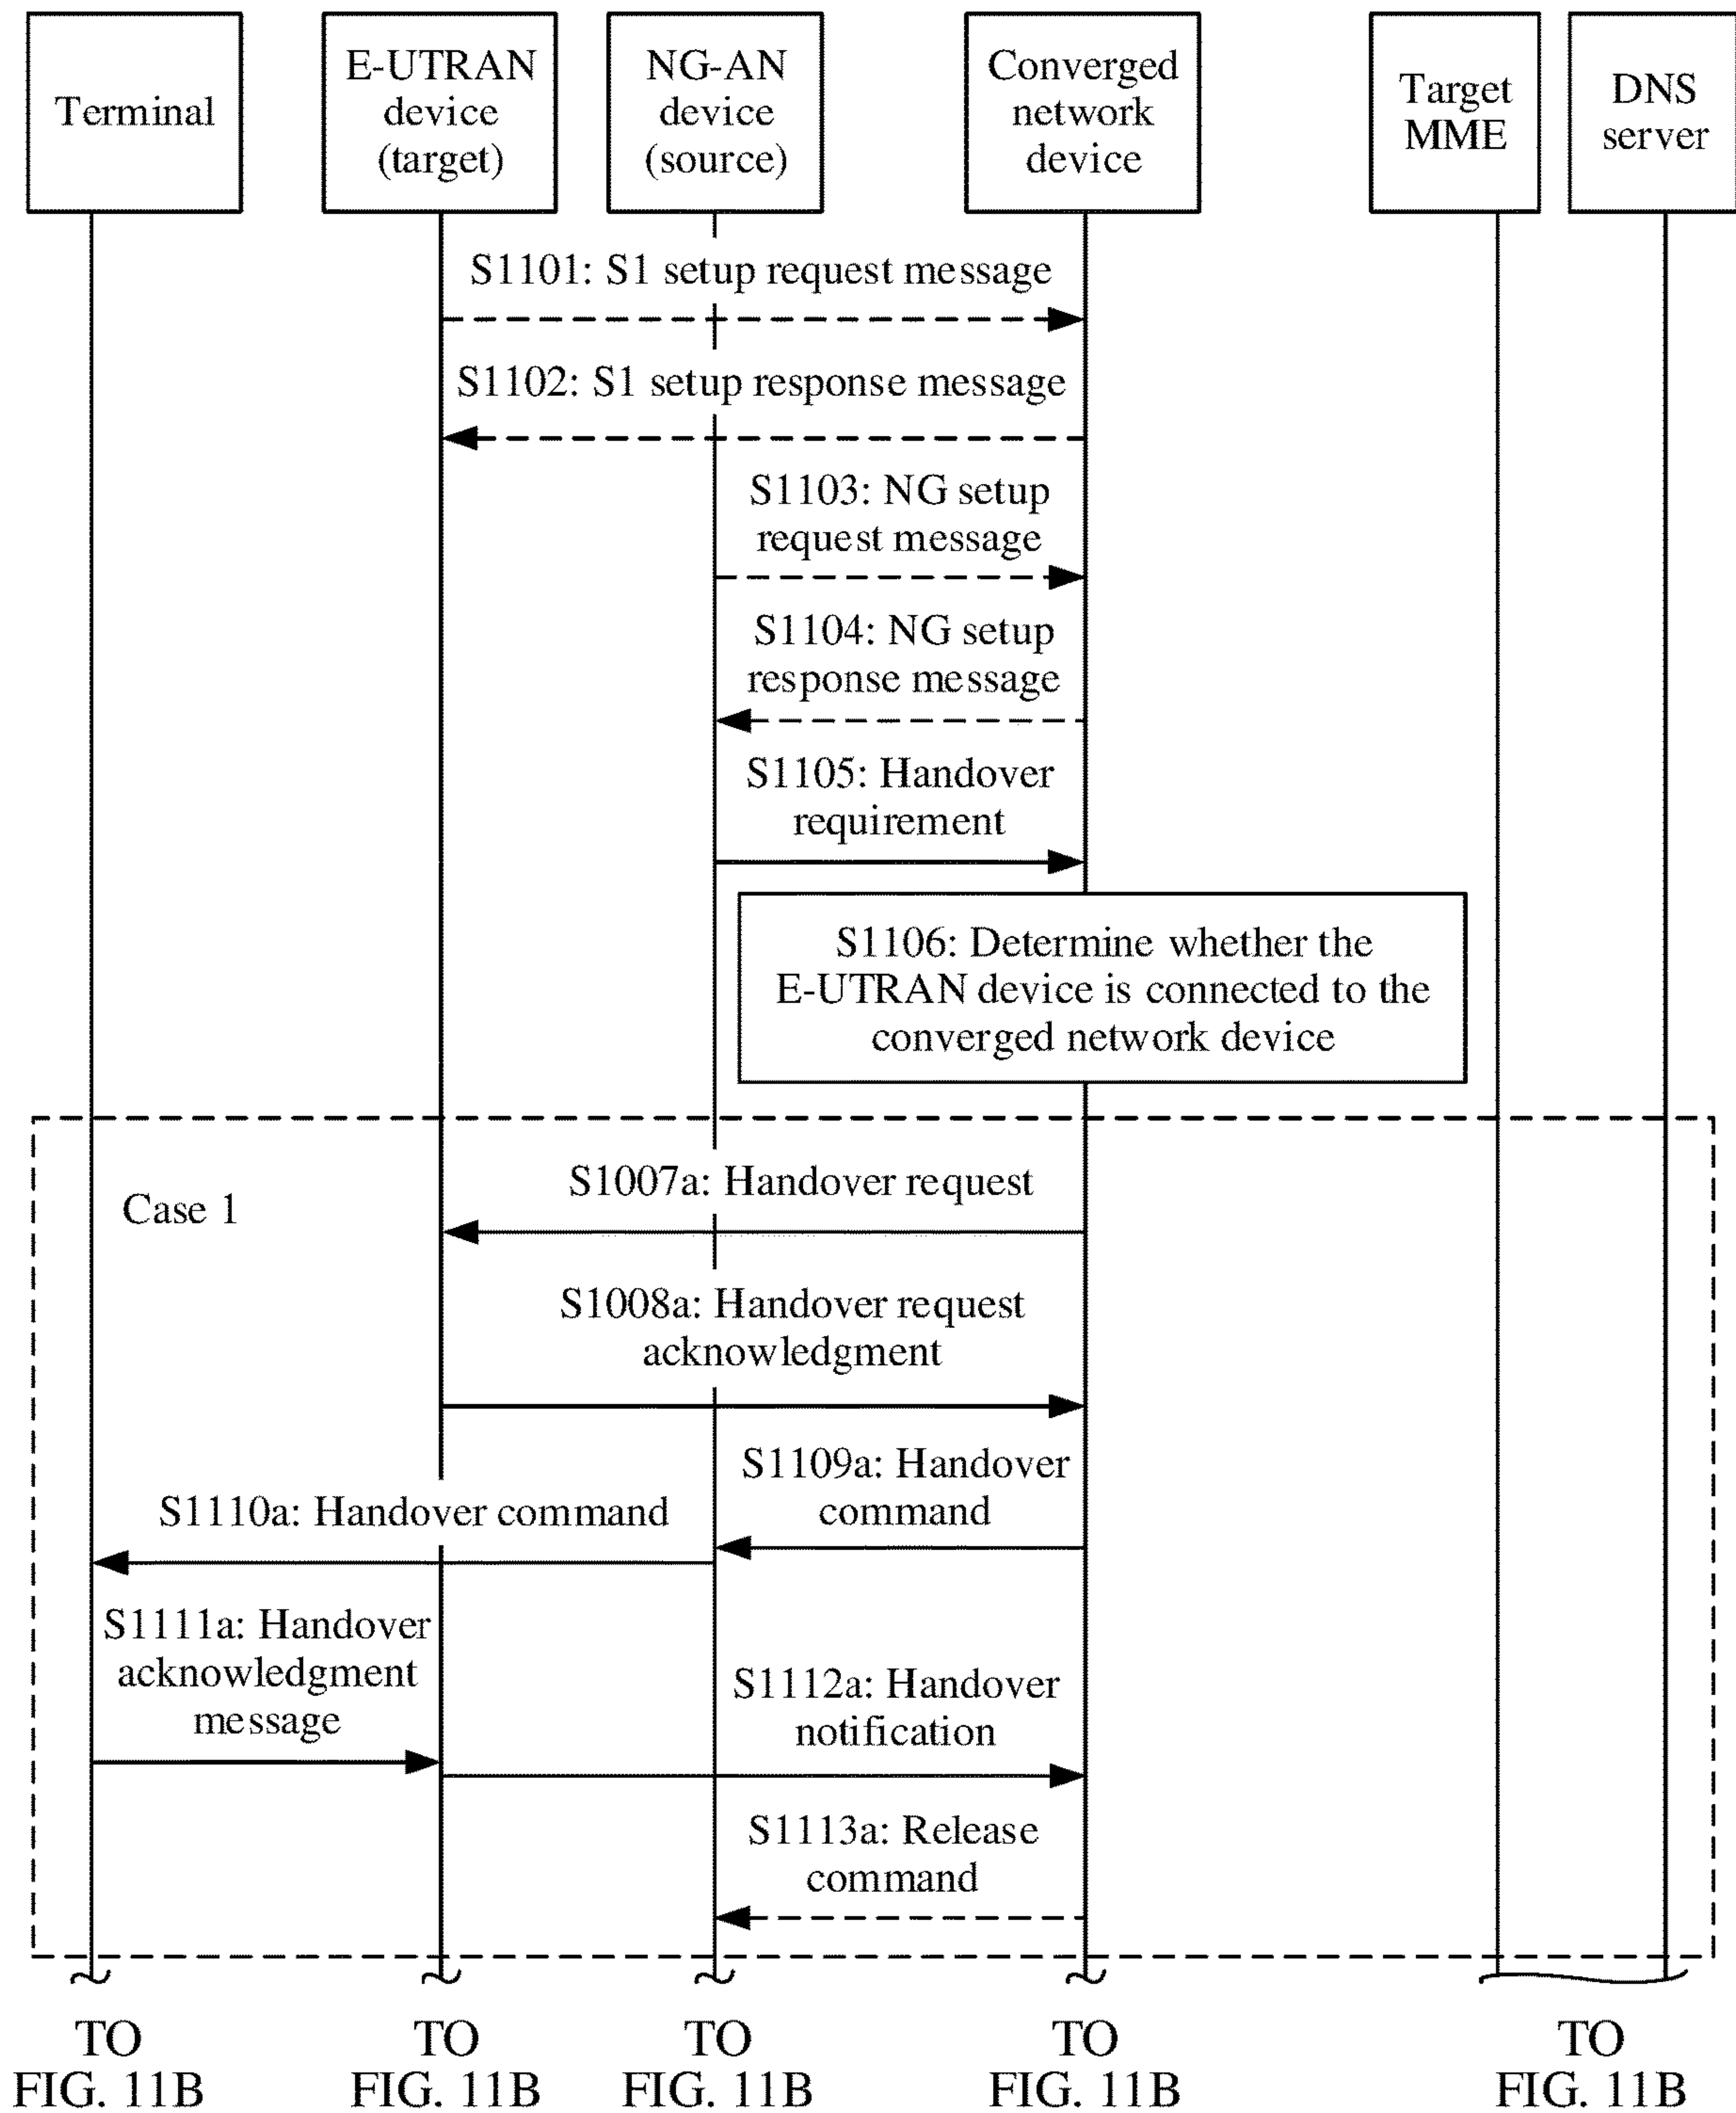 Terminal
E-UTRAN
device
(target)
NG-AN
device
(source)
Converged
network
device
Target
MME
DNS
server
S1101: S1 setup request message
S1102: S1 setup response message
S1103: NG setup
request message
S1104: NG setup
response message
S1105: Handover
requirement
S1106: Determine whether the
E-UTRAN device is connected to the
converged network device
Case 1
S1007a: Handover request
S1008a: Handover request
acknowledgment
S1109a: Handover
command
S1110a: Handover command
S1111a: Handover
acknowledgment
message
S1112a: Handover
notification
S1113a: Release
command
TO
FIG. 11B
TO
FIG. 11B
TO
FIG. 11B
TO
FIG. 11B
TO
FIG. 11B